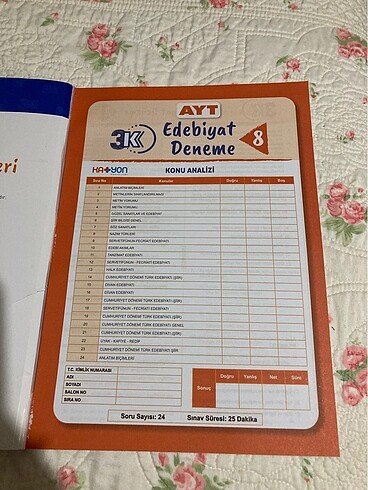 eri
AYT
3K
Edebiyat
Deneme
8
KONU ANALİZİ
Sıra No Konular Doğru Yanlış Boş
1 ANLATIM BİÇİMLERİ
2 METİNLERİN SINIFLANDIRILMASI
3 METİN YORUMU
4 METİN YORUMU
5 GÜZEL SANATLAR VE EDEBİYAT
6 ŞİİR BİLGİSİ GENEL
7 SÖZ SANATLARI
8 NAZIM TÜRLERİ
9 SERVETİFÜNUN-FECRİATİ EDEBİYATI
10 EDEBİ AKIMLAR
11 TANZİMAT EDEBİYATI
12 SERVETİFÜNUN - FECRİATİ EDEBİYATI
13 HALK EDEBİYATI
14 CUMHURİYET DÖNEMİ TÜRK EDEBİYATI (ŞİİR)
15 DİVAN EDEBİYATI
16 DİVAN EDEBİYATI
17 CUMHURİYET DÖNEMİ TÜRK EDEBİYATI (ŞİİR)
18 SERVETİFÜNUN - FECRİATİ EDEBİYATI
19 CUMHURİYET DÖNEMİ TÜRK EDEBİYATI (ŞİİR)
20 CUMHURİYET DÖNEMİ TÜRK EDEBİYATI GENEL
21 CUMHURİYET DÖNEMİ TÜRK EDEBİYATI (ŞİİR)
22 UYAK - KAFİYE - REDİF
23 CUMHURİYET DÖNEMİ TÜRK EDEBİYATI (ŞİİR)
24 ANLATIM BİÇİMLERİ
T.C. KİMLİK NUMARASI
ADI
SOYADI
SALON NO
SIRA NO
Sonuç Doğru Yanlış Net Süre
Soru Sayısı: 24 Sınav Süresi: 25 Dakika